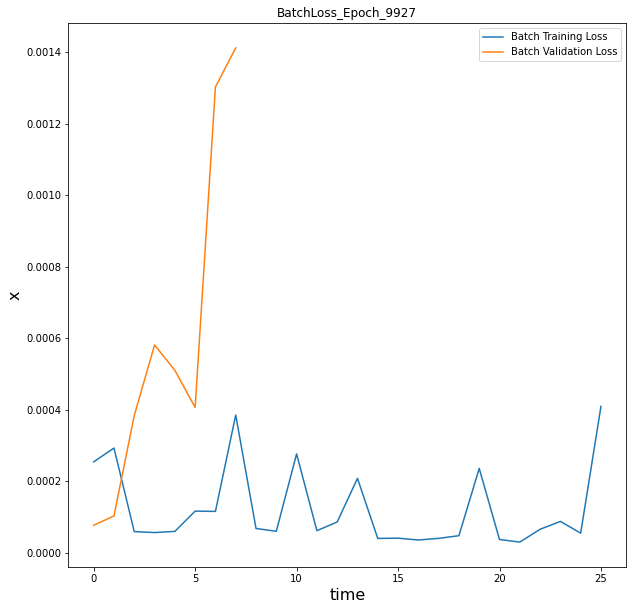 BatchLoss_Epoch_9927
Batch Training Loss
Batch Validation Loss
0.0014
0.0012
0.0010
0.0008
0.0006
0.0004
0.0002
0.0000
x
0
5
10
15
20
25
time